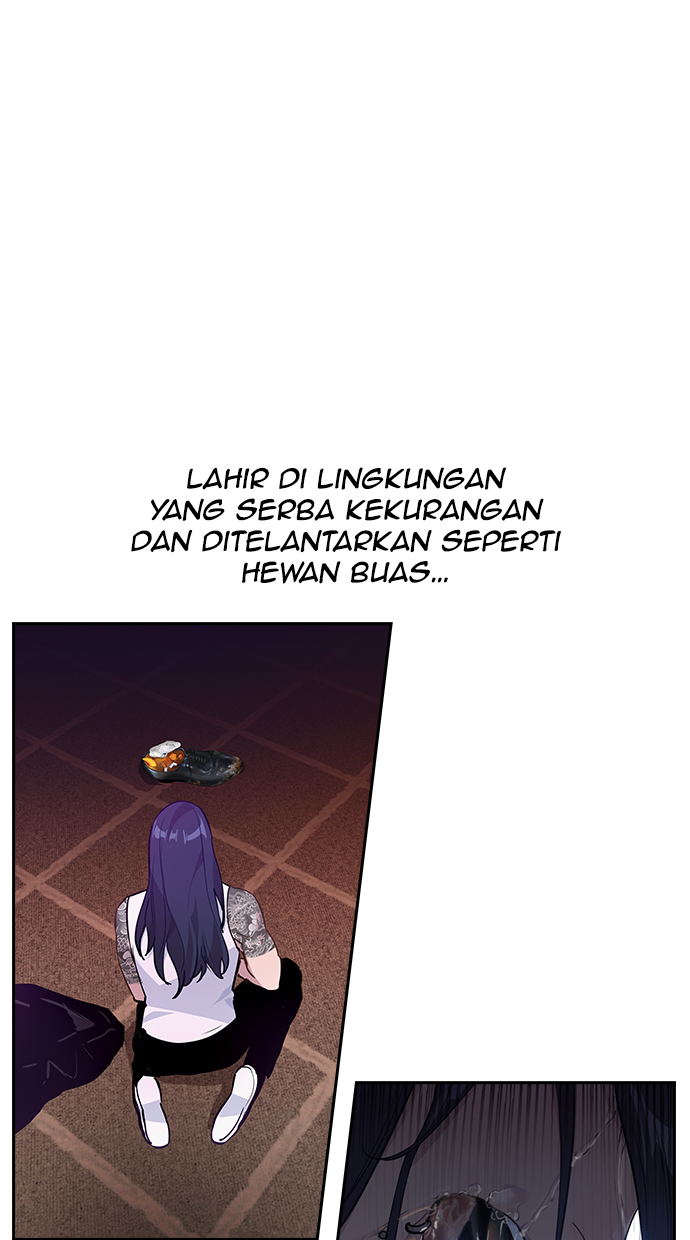 LAHIR DI LINGKUNGAN
YANG SERBA KEKURANGAN
DAN DITELANTARKAN SEPERTI
HEWAN BUAS...